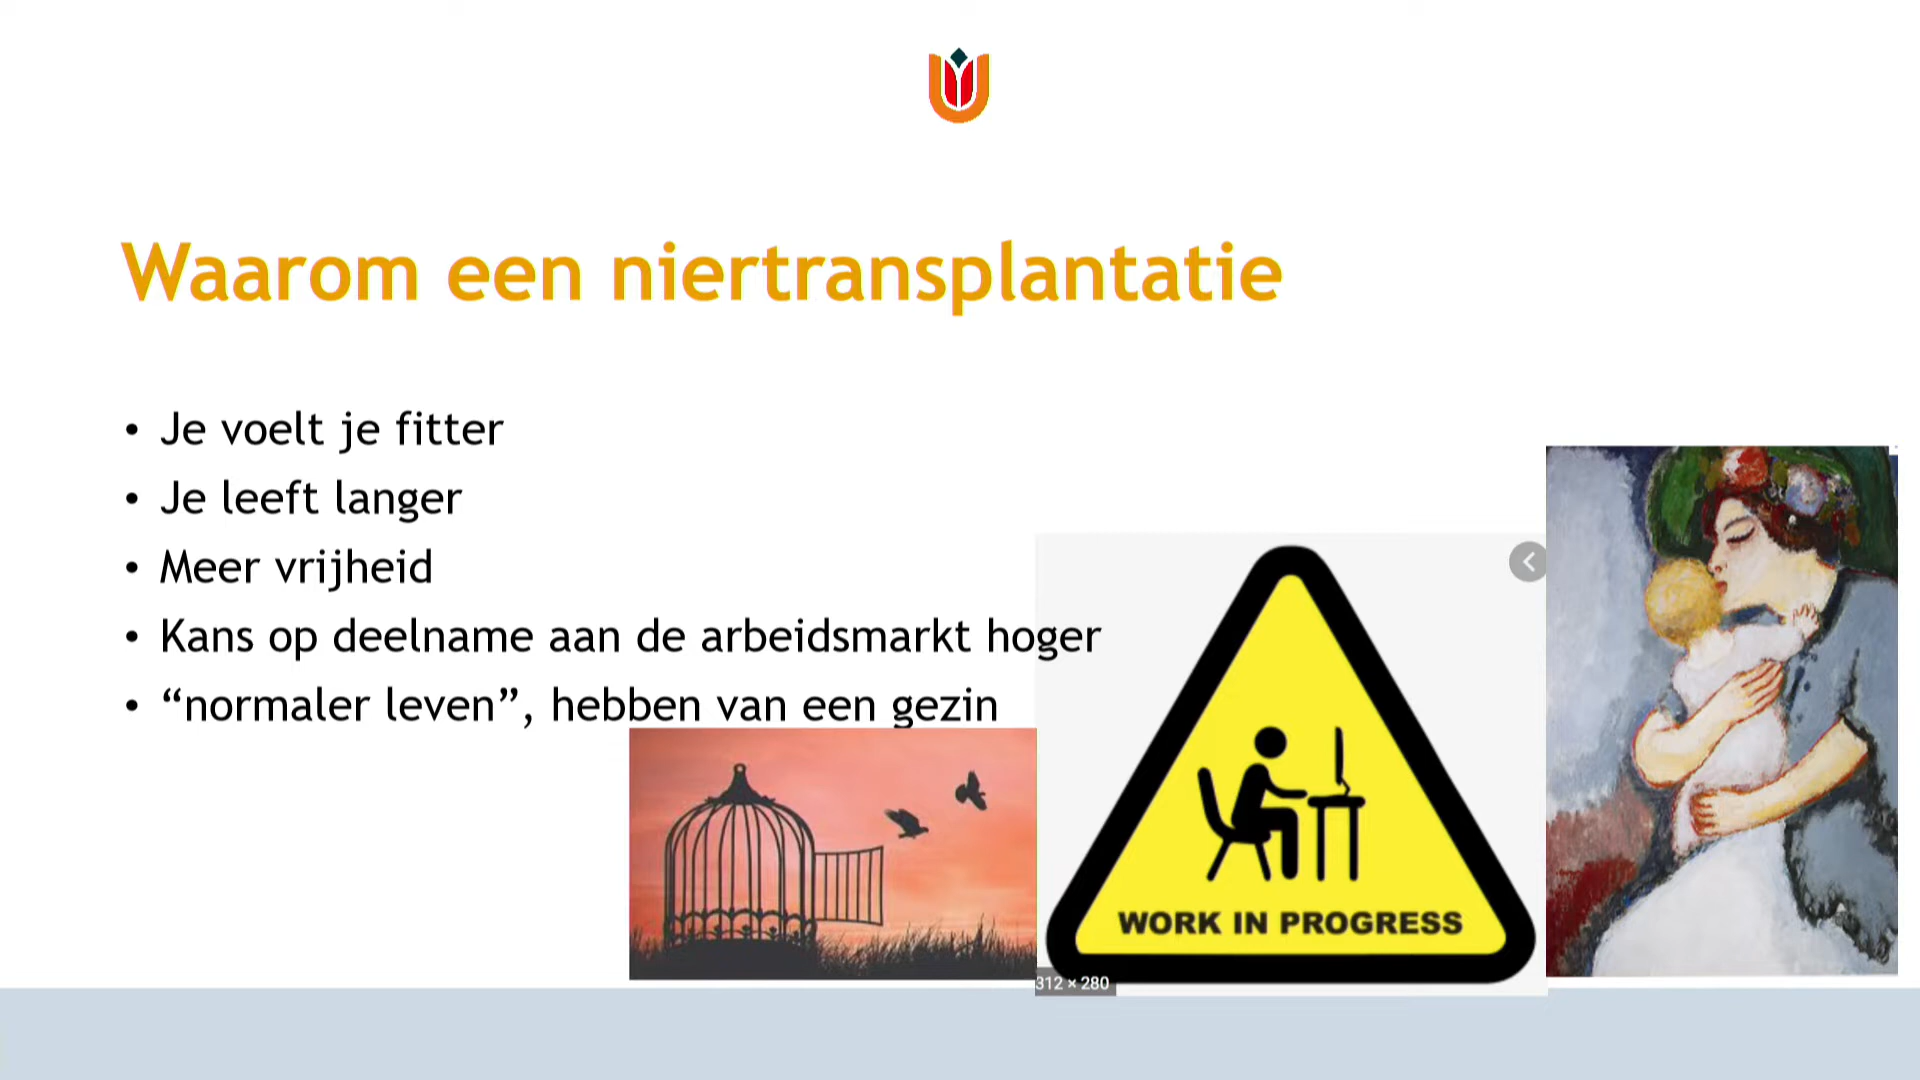 Waarom een niertransplantatie
• Je voelt je fitter
• Je leeft langer
• Meer vrijheid
• Kans op deelname aan de arbeidsmarkt hoger
• “normaler leven”, hebben van een gezin
WORK IN PROGRESS
312 × 280